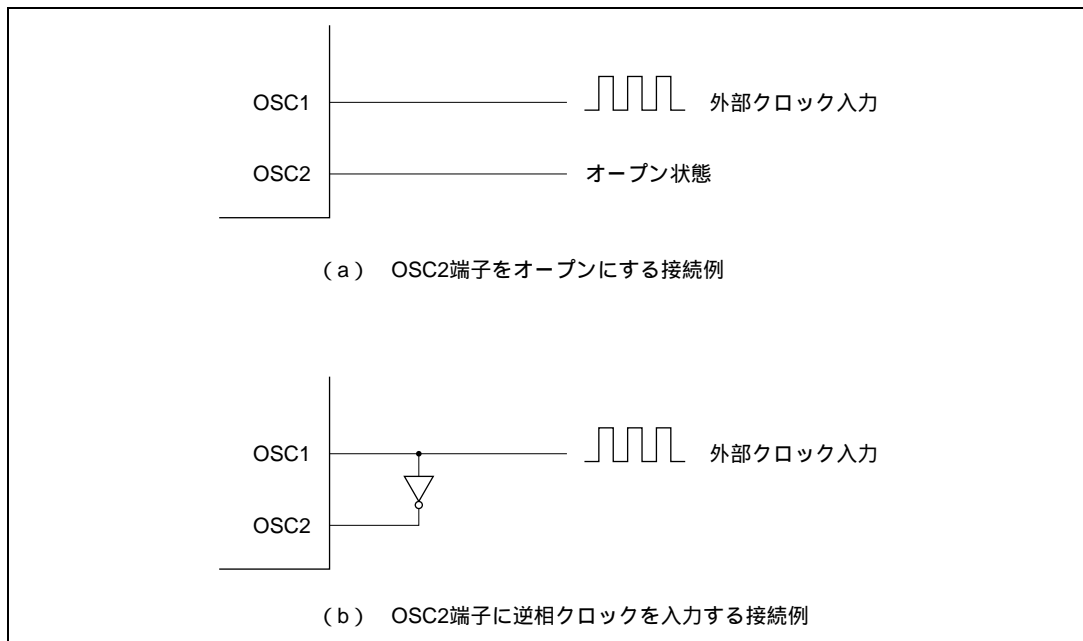 OSC1
外部クロック入力
OSC2
オープン状態
(a) OSC2端子をオープンにする接続例
OSC1
外部クロック入力
OSC2
(b) OSC2端子に逆相クロックを入力する接続例